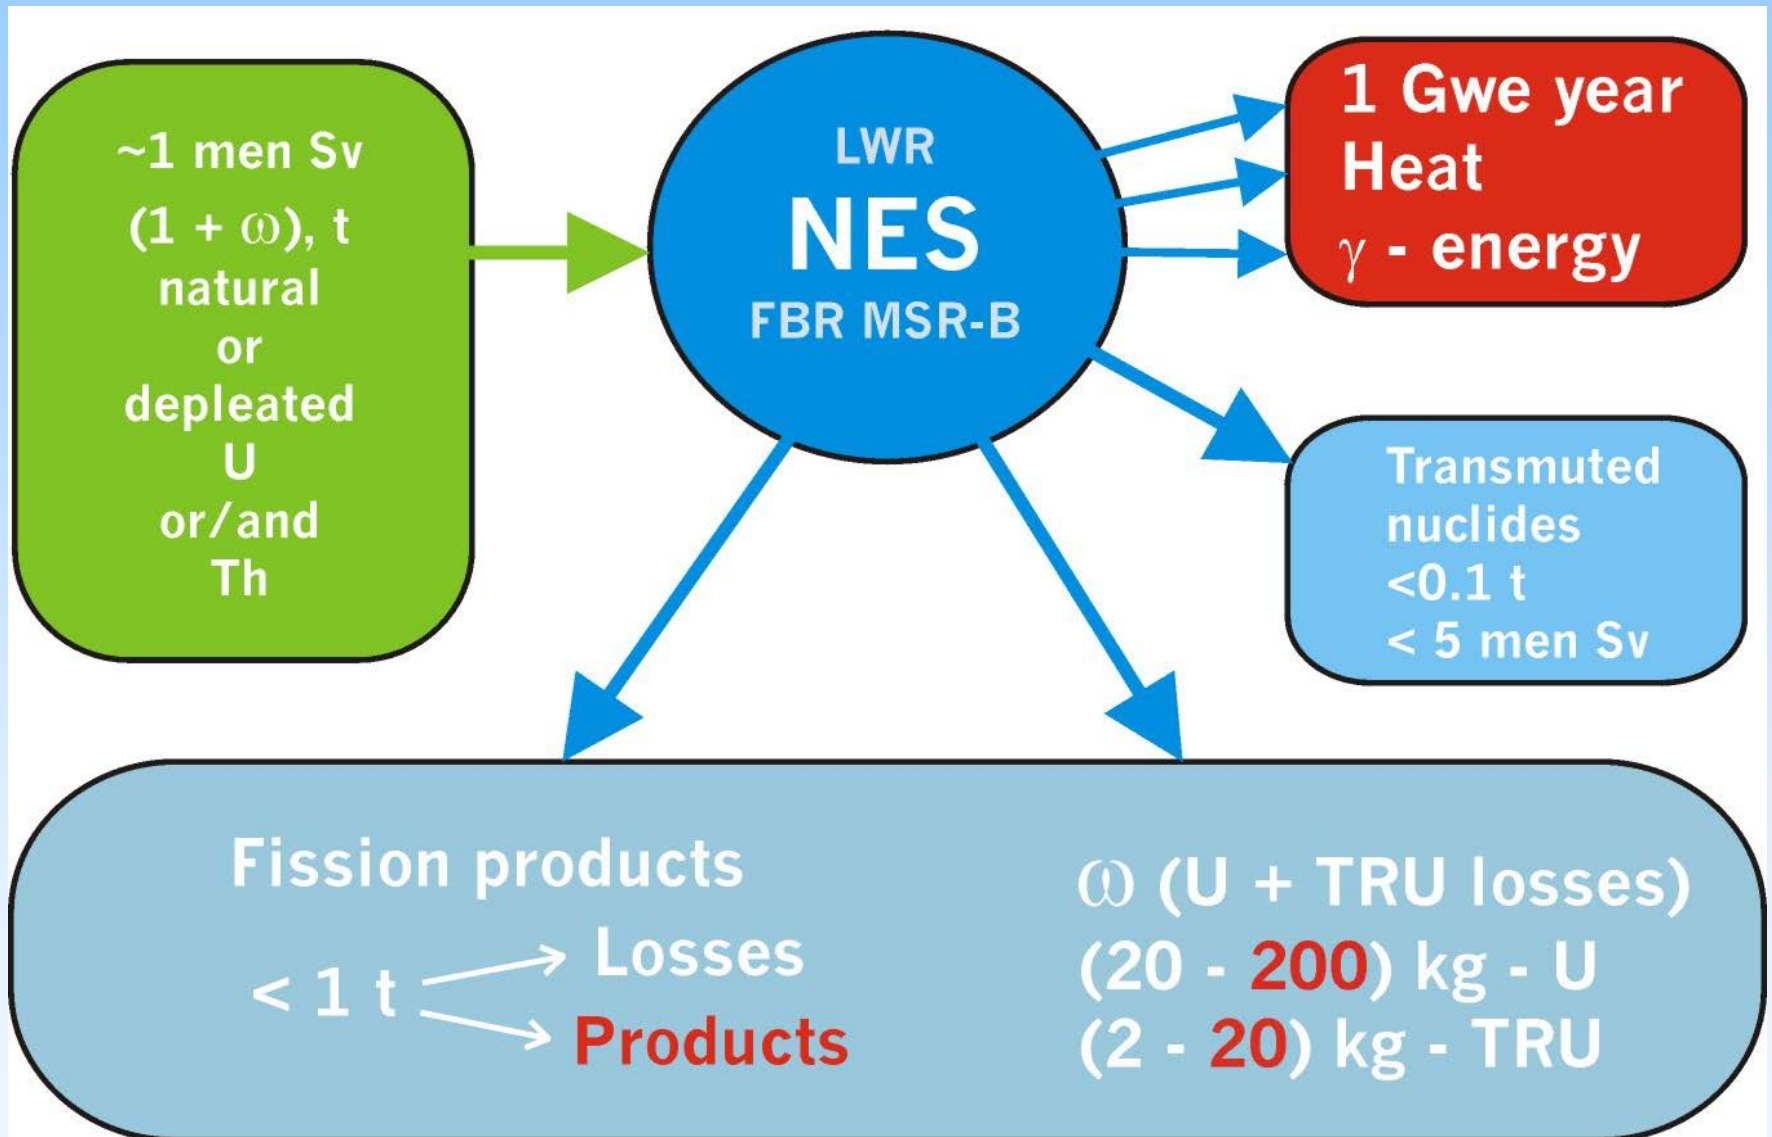 ~1 men Sv
(1 + ω), t
natural
or
depleated
U
or/and
Th
LWR
NES
FBR MSR-B
1 Gwe year
Heat
γ - energy
Transmuted
nuclides
<0.1 t
< 5 men Sv
Fission products
< 1 t
Losses
Products
ω (U + TRU losses)
(20 - 200) kg - U
(2 - 20) kg - TRU